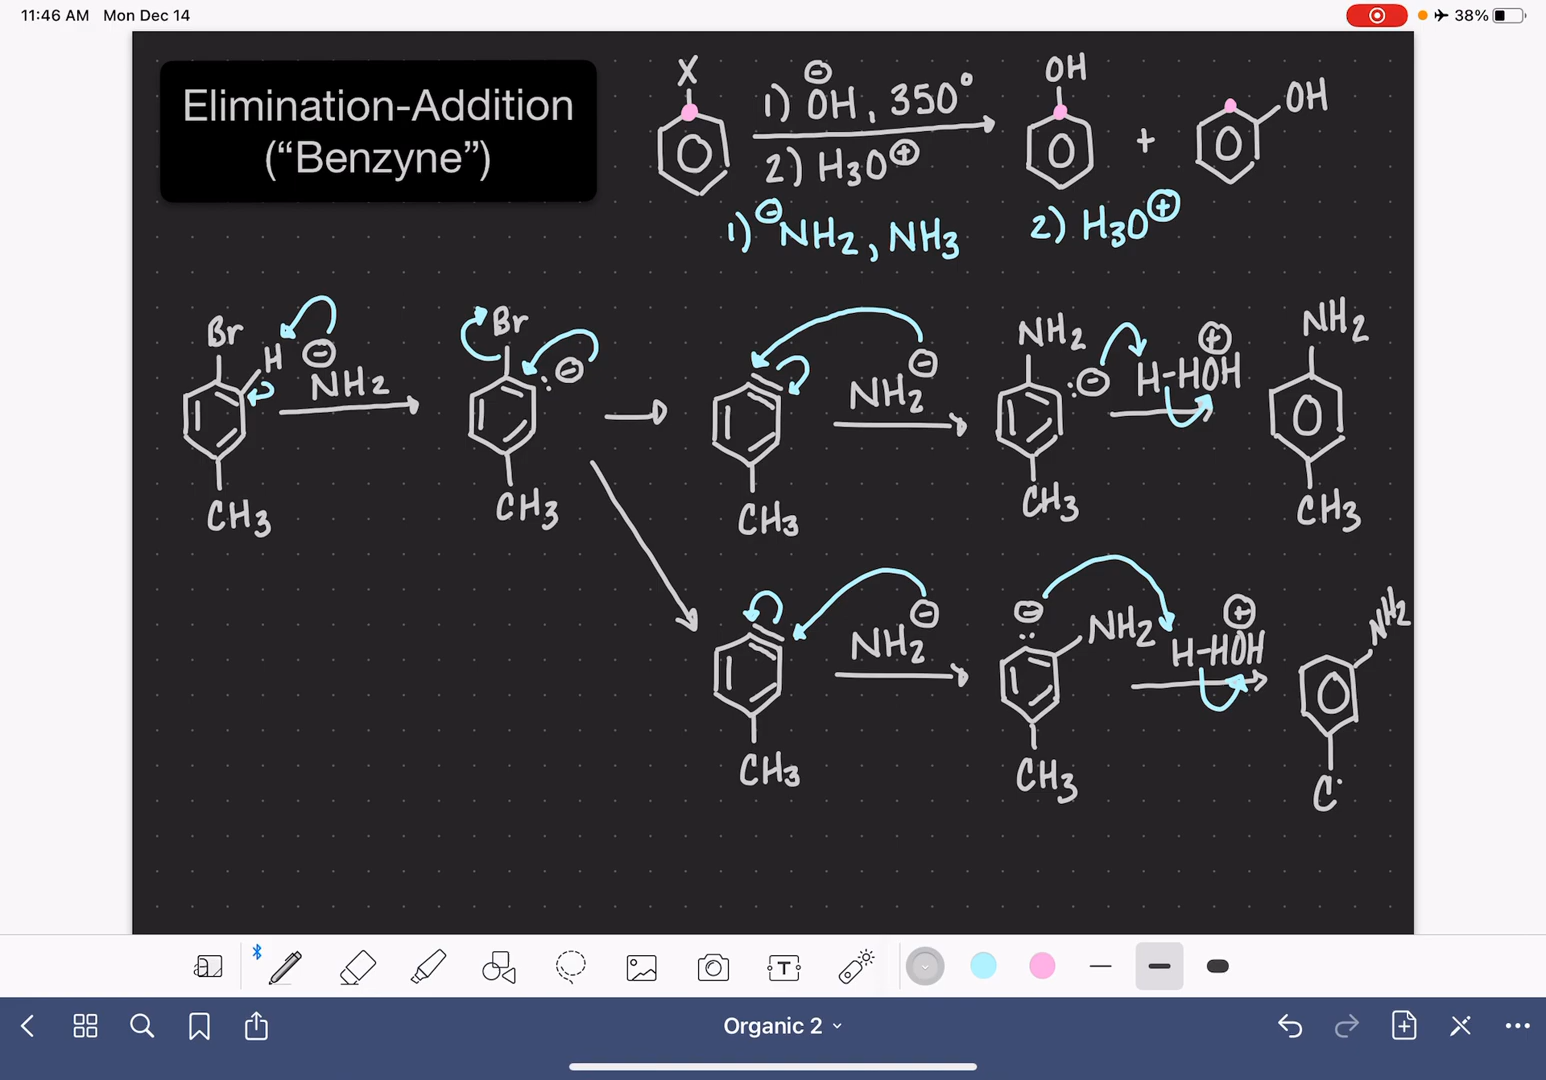 11:46 AM Mon Dec 14
38%
Elimination-Addition
("Benzyne")
X
1) ⊖OH, 350°
2) H3O⊕
OH
+
OH
1) ⊖NH2, NH3
2) H3O⊕
Br
H
⊖
NH2
CH3
Br
:⊖
CH3
NH2⊖
CH3
NH2
:⊖
H-HOH
⊕
CH3
NH2
CH3
NH2⊖
CH3
⊖
..
NH2
H-HOH
⊕
CH3
NH2
C
T
Organic 2